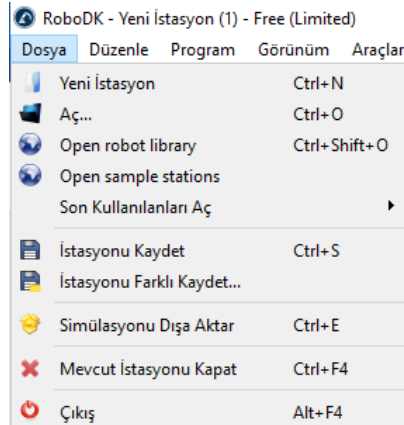 RoboDK - Yeni İstasyon (1) - Free (Limited)
Dosya Düzenle Program Görünüm Araçlar
Yeni İstasyon Ctrl+N
Aç... Ctrl+O
Open robot library Ctrl+Shift+O
Open sample stations
Son Kullanılanları Aç
İstasyonu Kaydet Ctrl+S
İstasyonu Farklı Kaydet...
Simülasyonu Dışa Aktar Ctrl+E
Mevcut İstasyonu Kapat Ctrl+F4
Çıkış Alt+F4